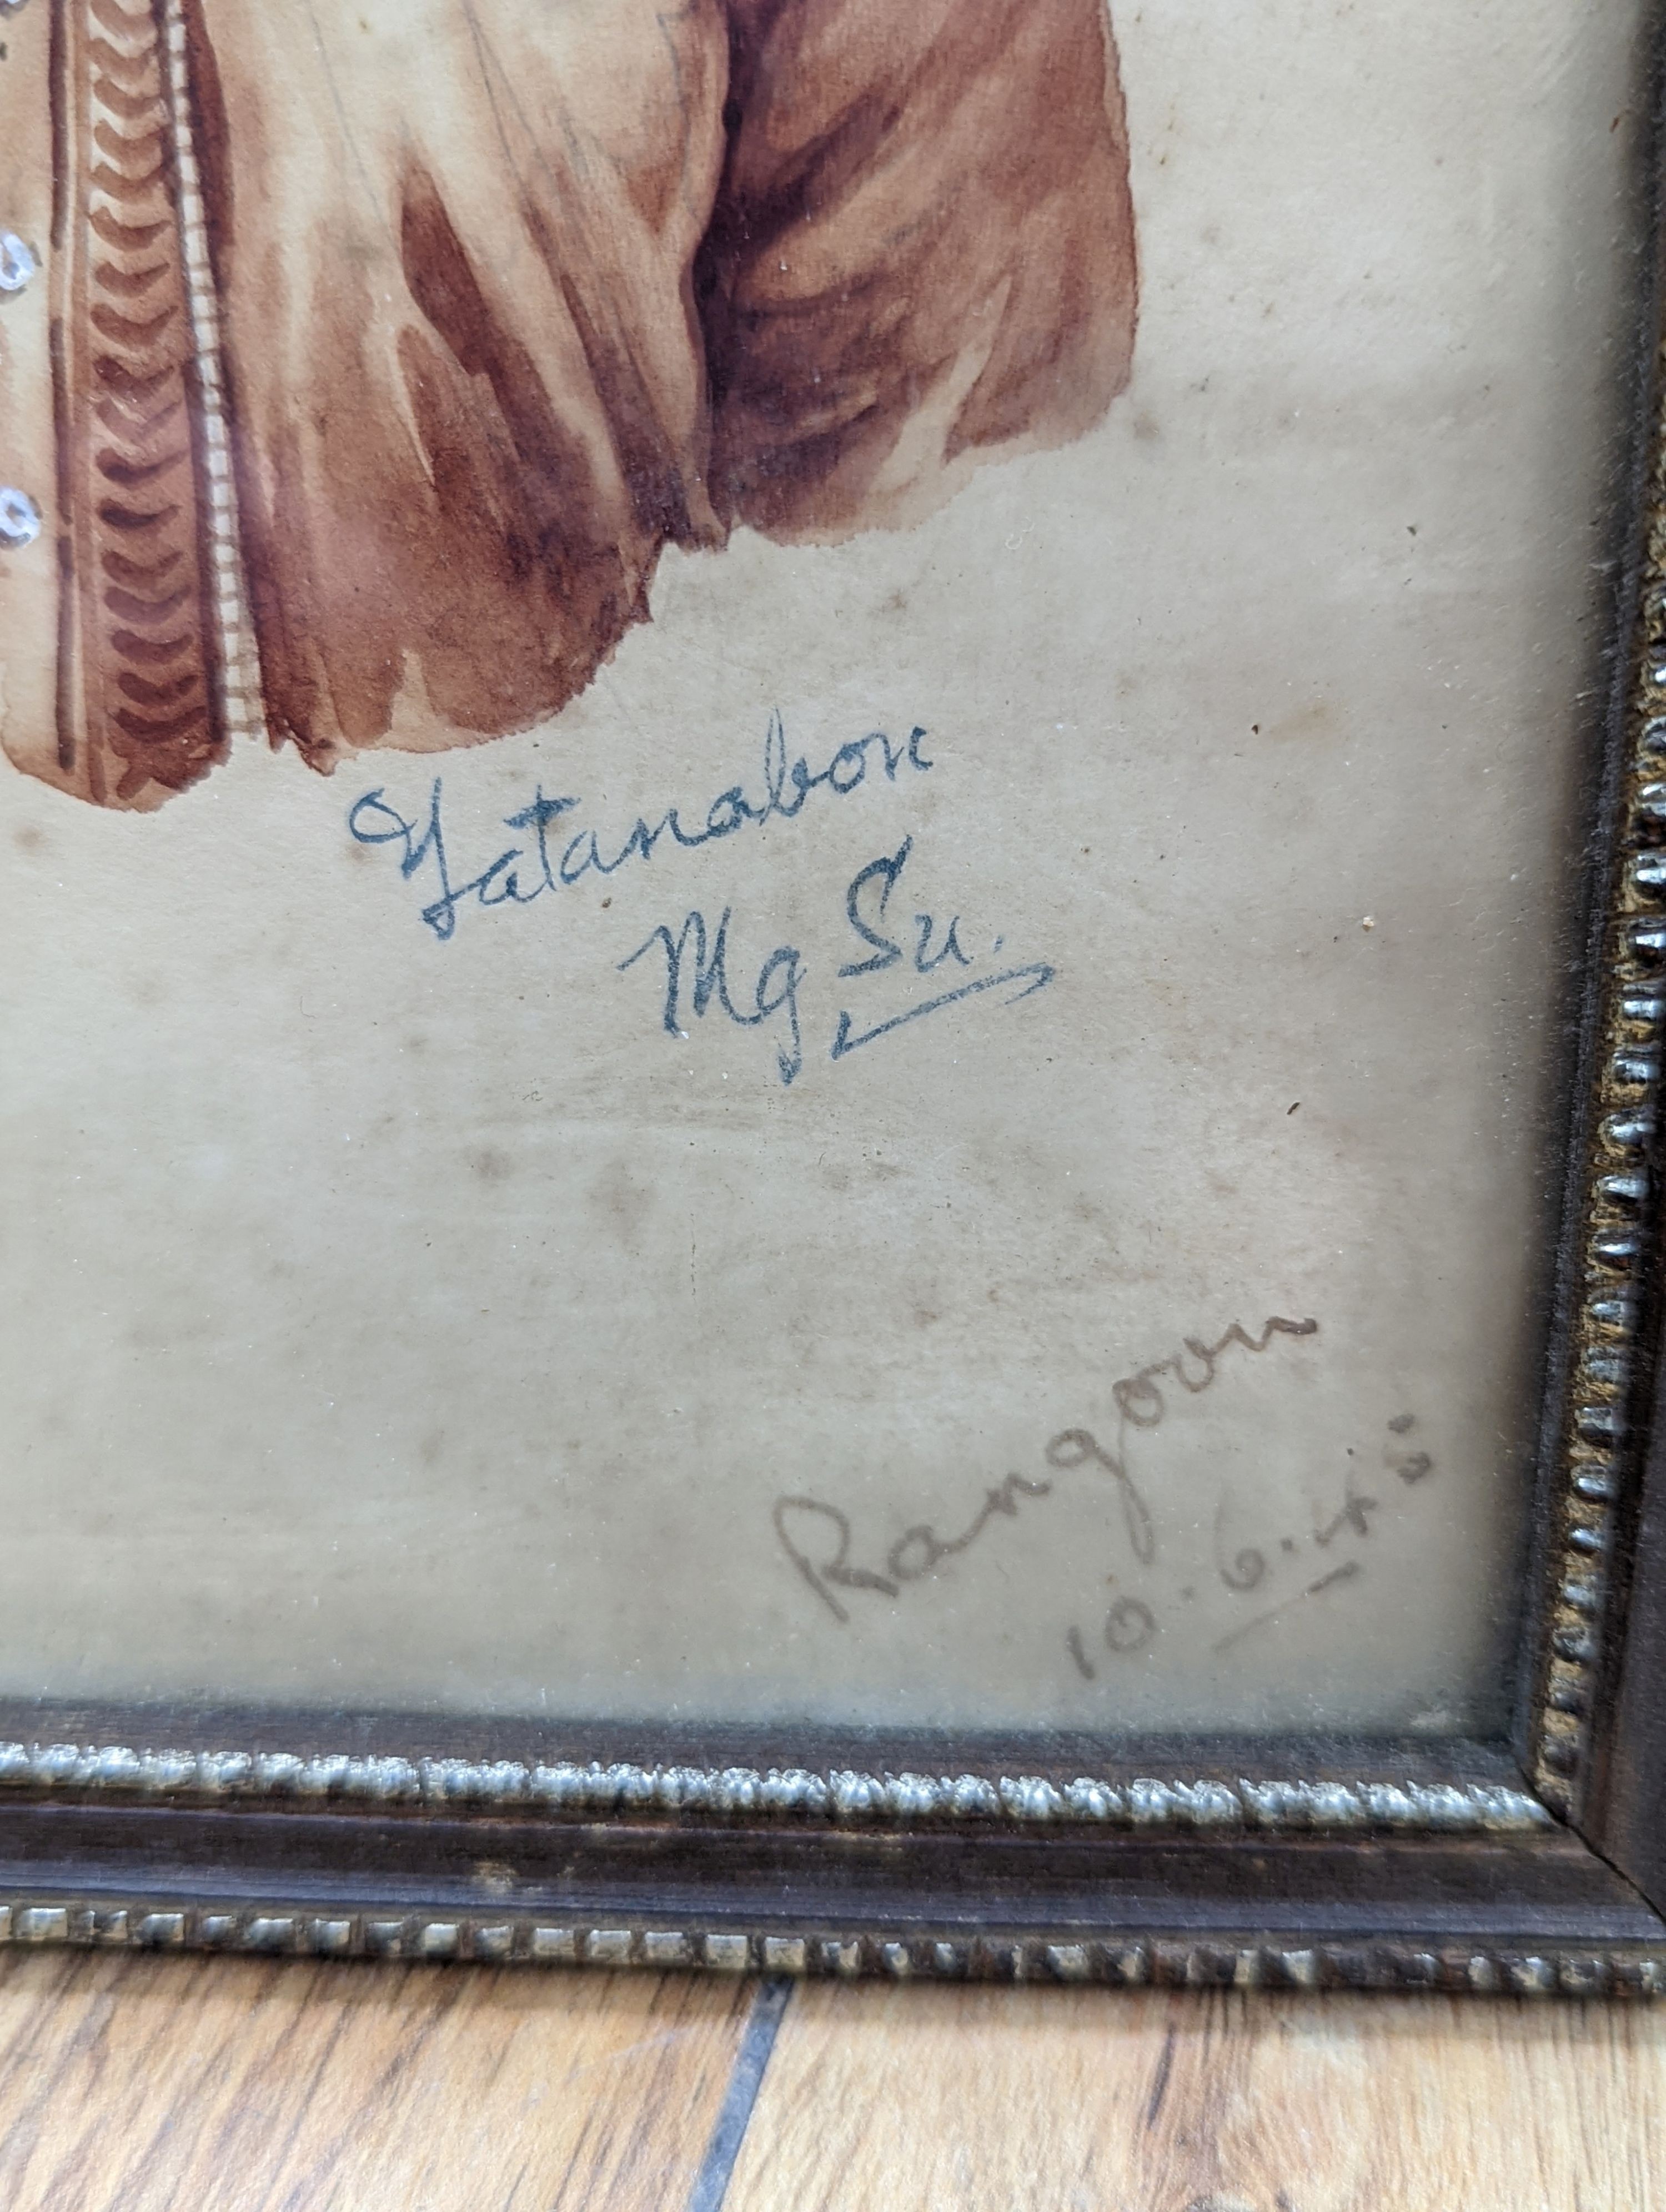 Yatanabon
Mg Su.
Rangoon
10.6.45